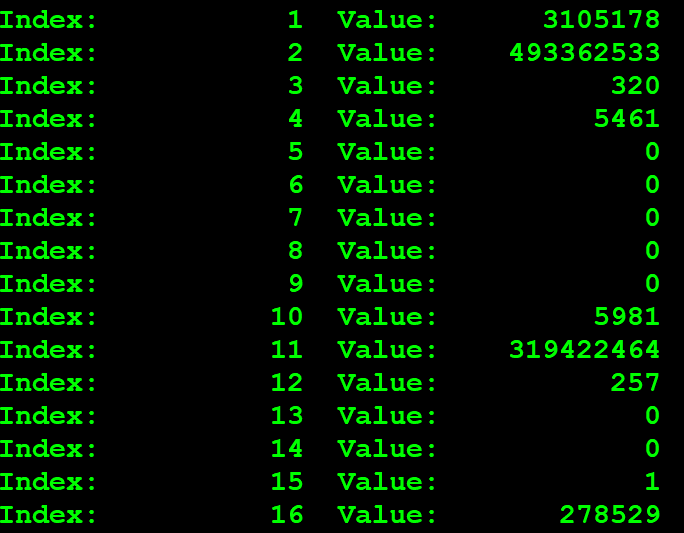 Index: 1 Value: 3105178
Index: 2 Value: 493362533
Index: 3 Value: 320
Index: 4 Value: 5461
Index: 5 Value: 0
Index: 6 Value: 0
Index: 7 Value: 0
Index: 8 Value: 0
Index: 9 Value: 0
Index: 10 Value: 5981
Index: 11 Value: 319422464
Index: 12 Value: 257
Index: 13 Value: 0
Index: 14 Value: 0
Index: 15 Value: 1
Index: 16 Value: 278529